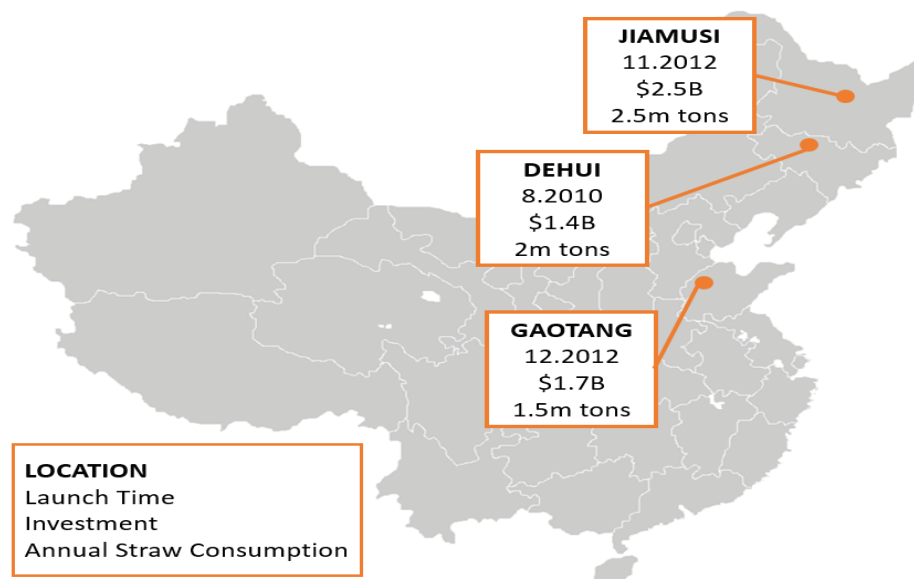 JIAMUSI
11.2012
$2.5B
2.5m tons
DEHUI
8.2010
$1.4B
2m tons
GAOTANG
12.2012
$1.7B
1.5m tons
LOCATION
Launch Time
Investment
Annual Straw Consumption